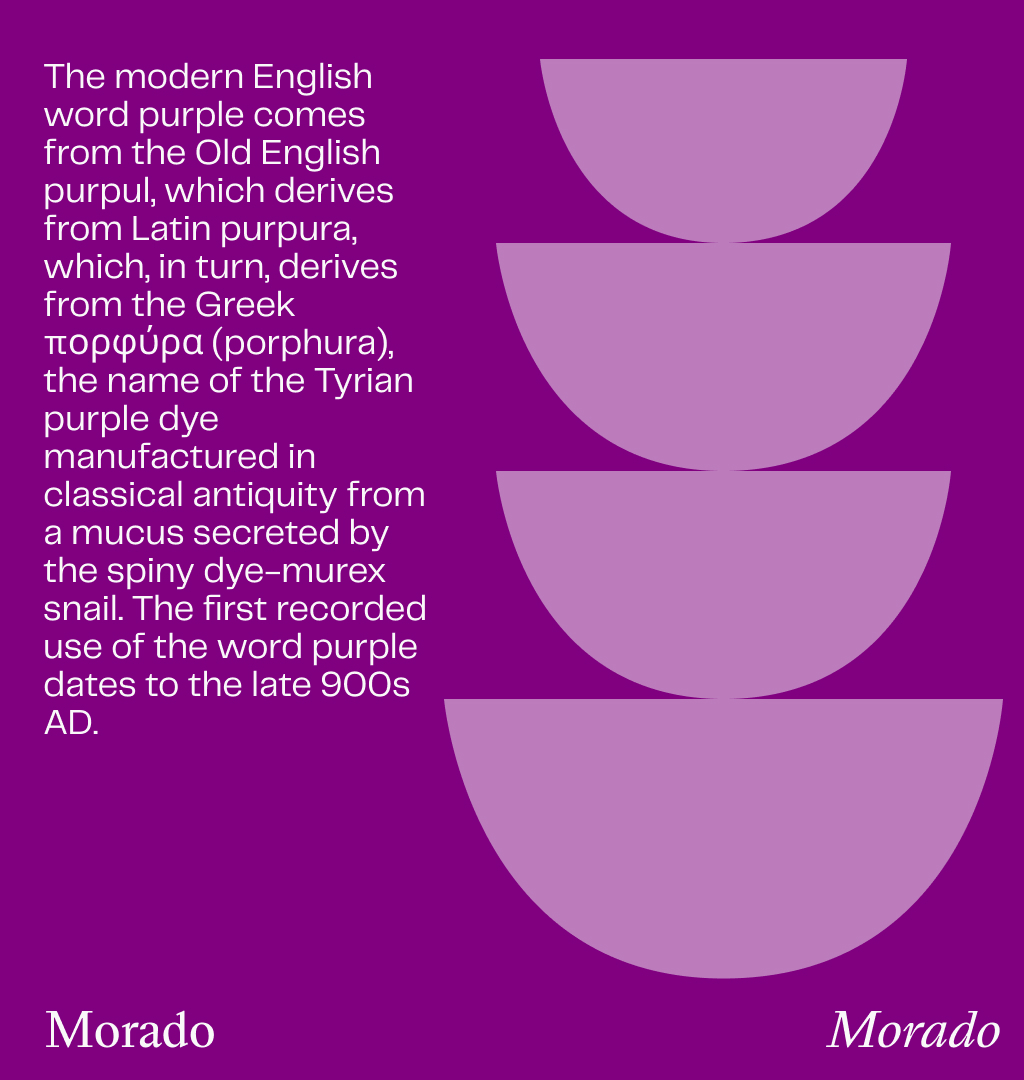 The modern English
word purple comes
from the Old English
purpul, which derives
from Latin purpura,
which, in turn, derives
from the Greek
πορφύρα (porphura),
the name of the Tyrian
purple dye
manufactured in
classical antiquity from
a mucus secreted by
the spiny dye-murex
snail. The first recorded
use of the word purple
dates to the late 900s
AD.
Morado
Morado